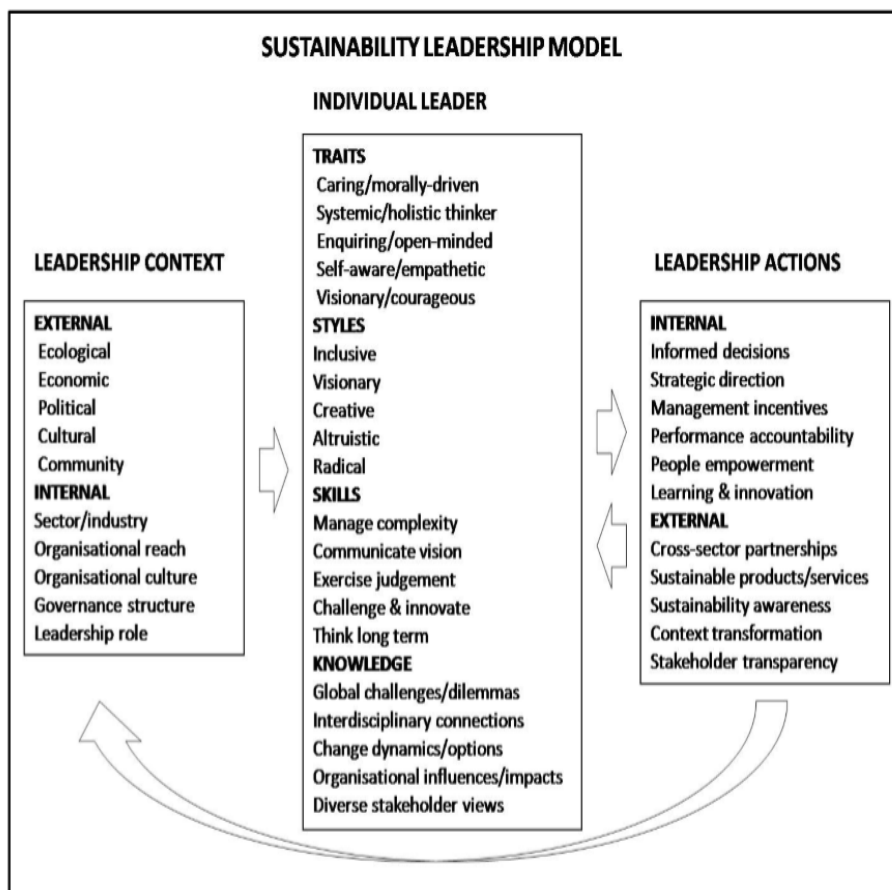 SUSTAINABILITY LEADERSHIP MODEL
INDIVIDUAL LEADER
TRAITS
Caring/morally-driven
Systemic/holistic thinker
Enquiring/open-minded
Self-aware/empathetic
Visionary/courageous
STYLES
Inclusive
Visionary
Creative
Altruistic
Radical
SKILLS
Manage complexity
Communicate vision
Exercise judgement
Challenge & innovate
Think long term
KNOWLEDGE
Global challenges/dilemmas
Interdisciplinary connections
Change dynamics/options
Organisational influences/impacts
Diverse stakeholder views
LEADERSHIP CONTEXT
EXTERNAL
Ecological
Economic
Political
Cultural
Community
INTERNAL
Sector/industry
Organisational reach
Organisational culture
Governance structure
Leadership role
LEADERSHIP ACTIONS
INTERNAL
Informed decisions
Strategic direction
Management incentives
Performance accountability
People empowerment
Learning & innovation
EXTERNAL
Cross-sector partnerships
Sustainable products/services
Sustainability awareness
Context transformation
Stakeholder transparency